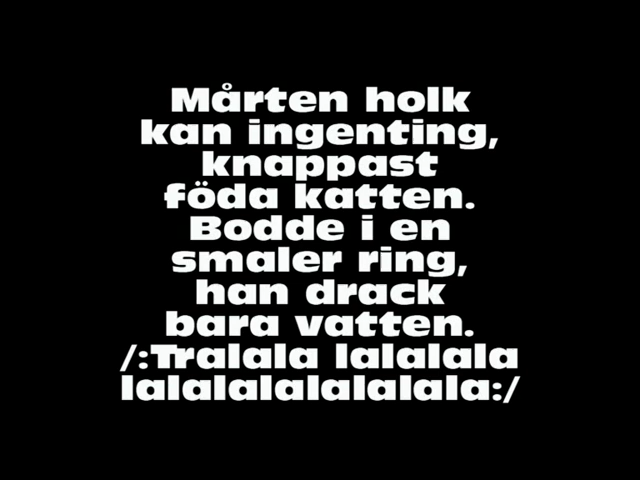 Mårten holk
kan ingenting,
knappast
föda katten.
Bodde i en
smaler ring,
han drack
bara vatten.
/:Tralala lalalala
lalalalalalalala:/